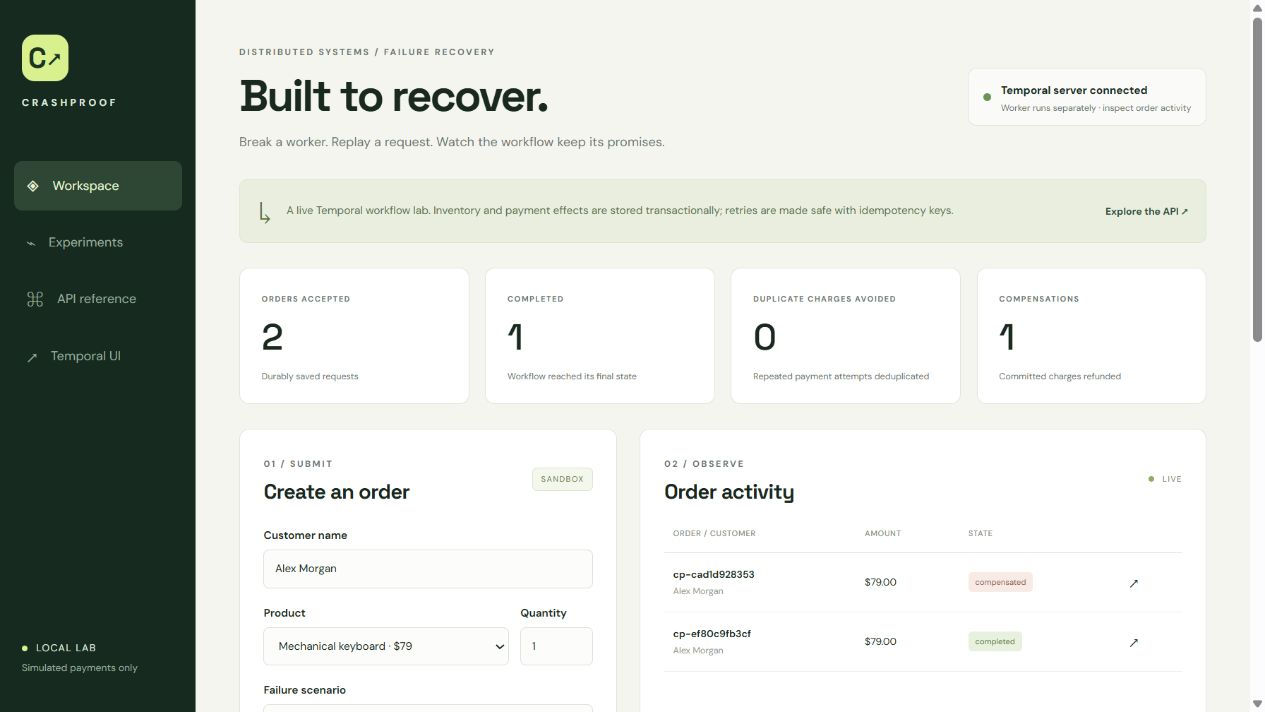 C↗
CRASHPROOF
Workspace
Experiments
API reference
Temporal UI
LOCAL LAB
Simulated payments only
DISTRIBUTED SYSTEMS / FAILURE RECOVERY
Built to recover.
Break a worker. Replay a request. Watch the workflow keep its promises.
Temporal server connected
Worker runs separately · inspect order activity
A live Temporal workflow lab. Inventory and payment effects are stored transactionally; retries are made safe with idempotency keys.
Explore the API ↗
ORDERS ACCEPTED
2
Durably saved requests
COMPLETED
1
Workflow reached its final state
DUPLICATE CHARGES AVOIDED
0
Repeated payment attempts deduplicated
COMPENSATIONS
1
Committed charges refunded
01 / SUBMIT
Create an order
SANDBOX
Customer name
Alex Morgan
Product
Quantity
Mechanical keyboard · $79
1
Failure scenario
02 / OBSERVE
Order activity
LIVE
ORDER / CUSTOMER AMOUNT STATE
cp-cad1d928353
Alex Morgan
$79.00
compensated
↗
cp-ef80c9fb3cf
Alex Morgan
$79.00
completed
↗